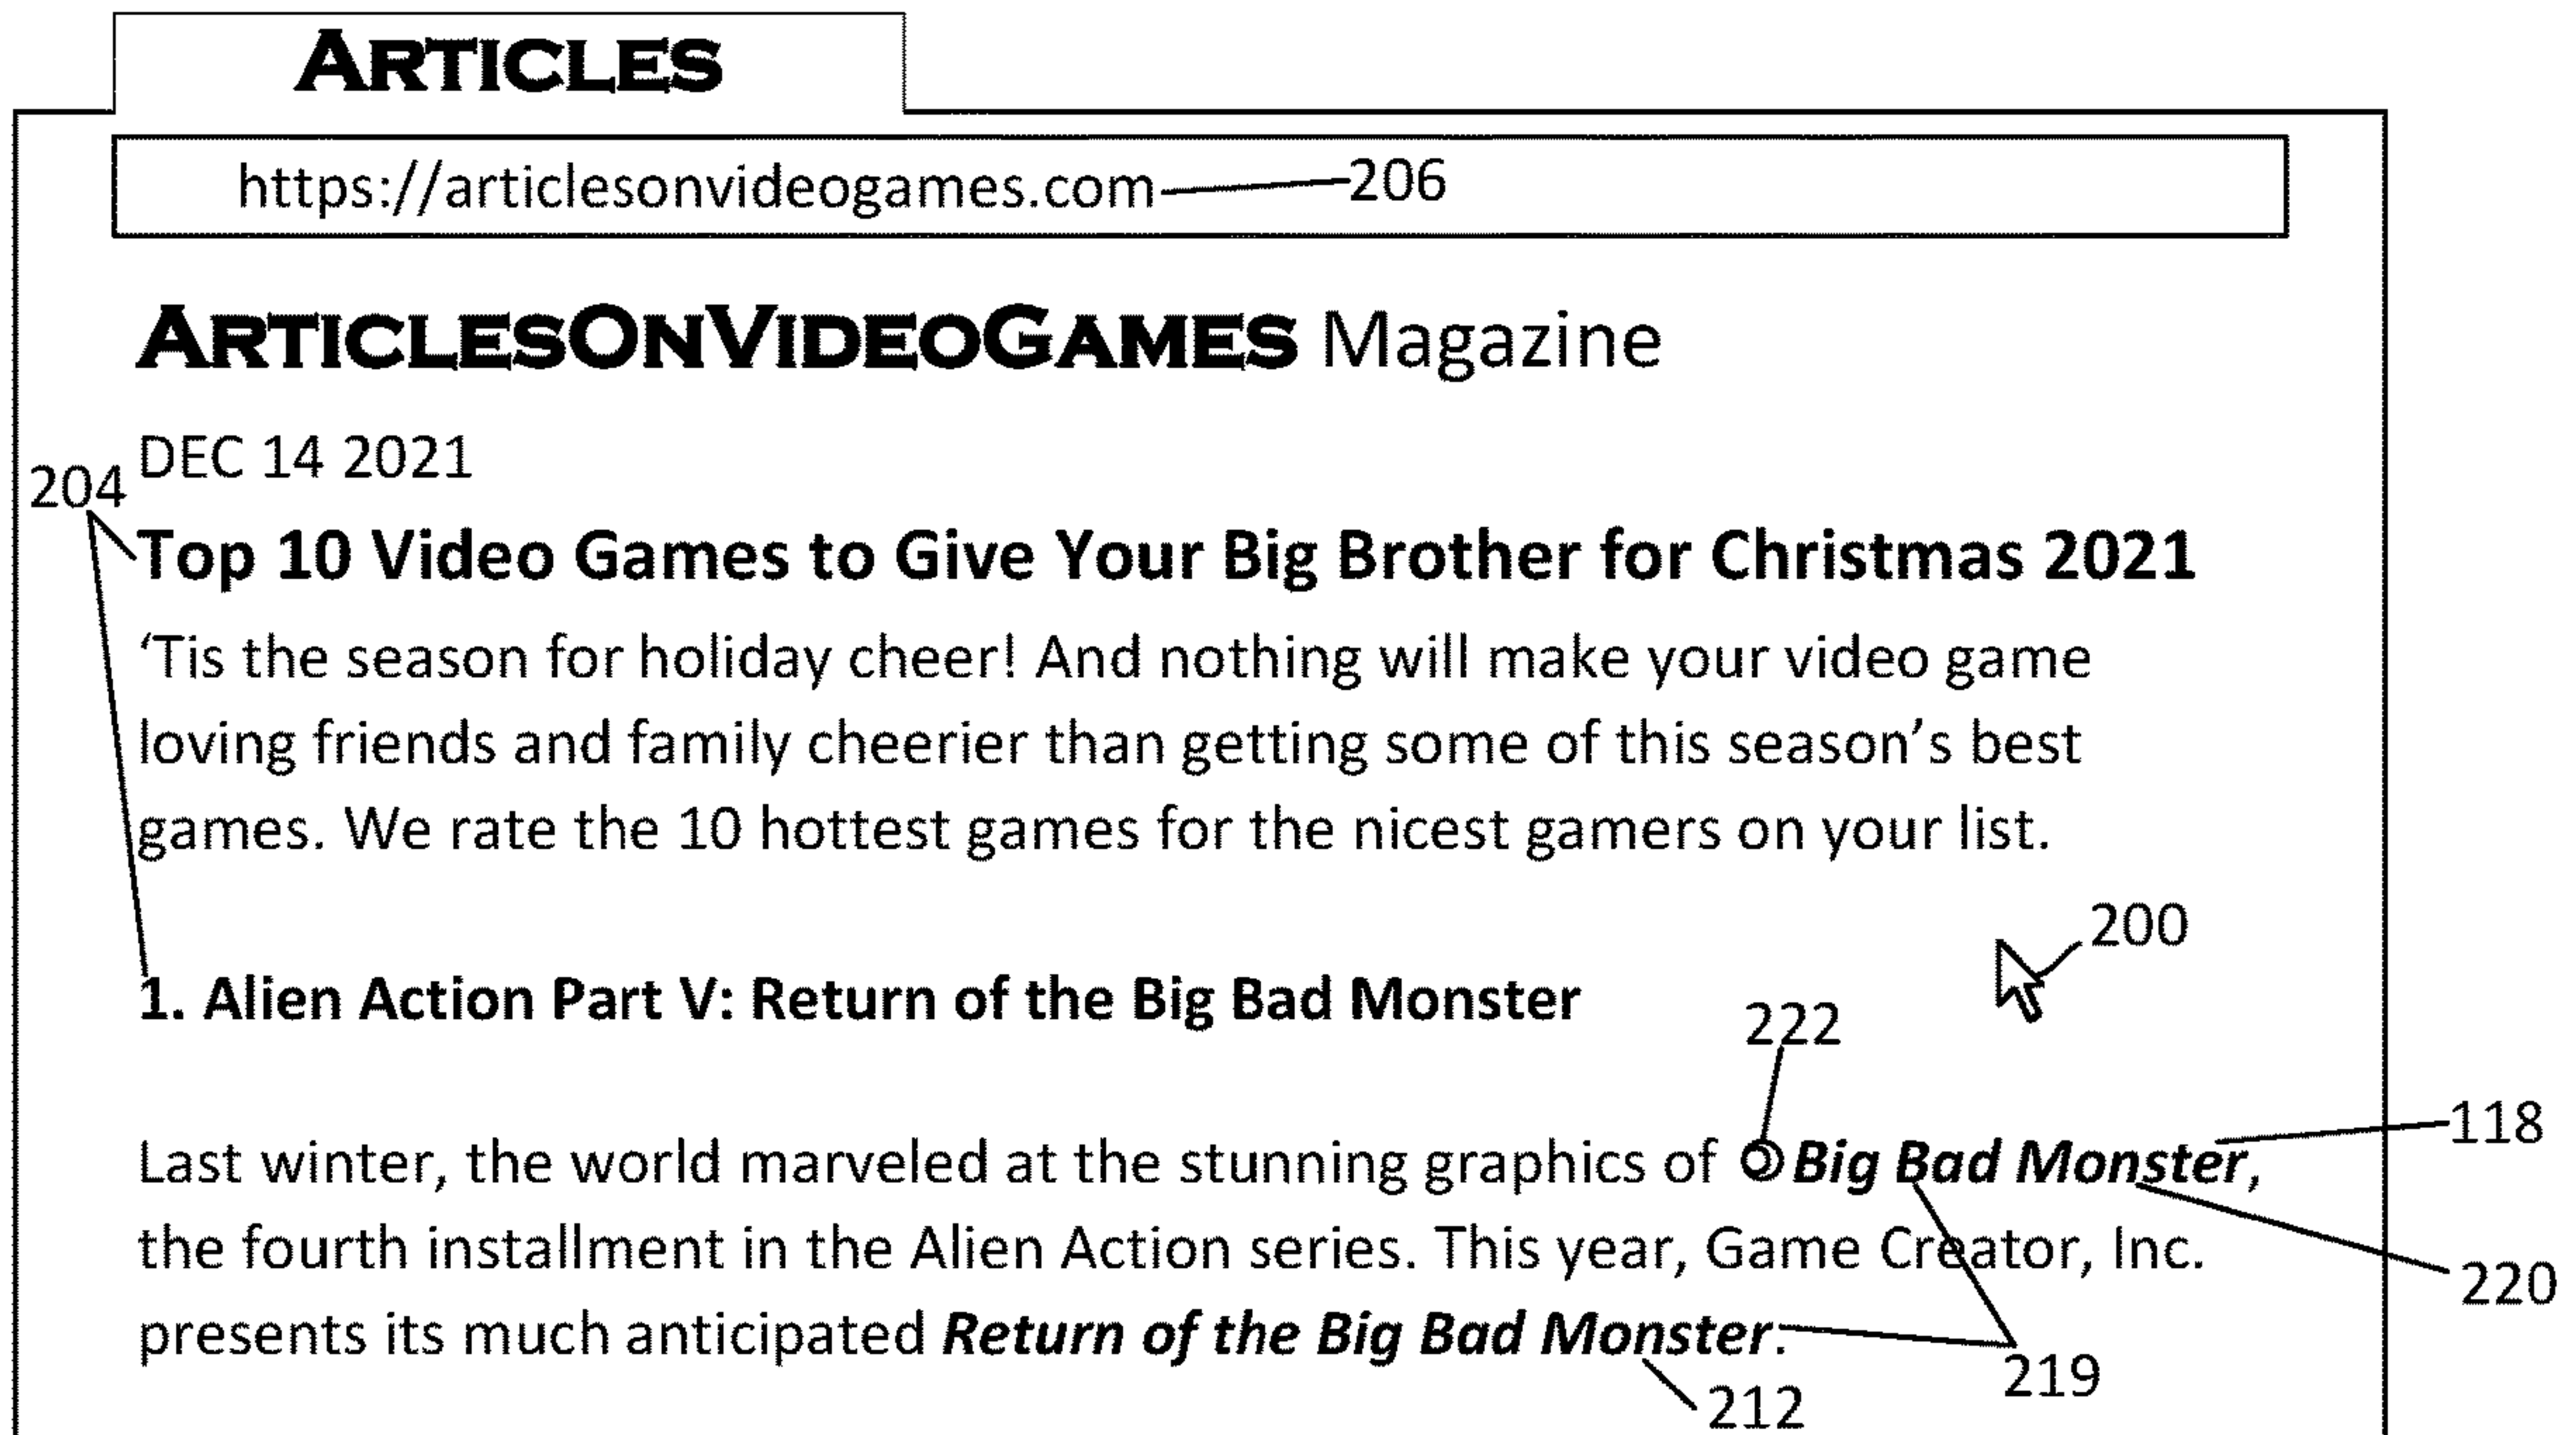 ARTICLES
https://articlesonvideogames.com 206
ARTICLESONVIDEOGAMES Magazine
DEC 14 2021
204
Top 10 Video Games to Give Your Big Brother for Christmas 2021
‘Tis the season for holiday cheer! And nothing will make your video game
loving friends and family cheerier than getting some of this season’s best
games. We rate the 10 hottest games for the nicest gamers on your list.
200
1. Alien Action Part V: Return of the Big Bad Monster
222
118
Last winter, the world marveled at the stunning graphics of Big Bad Monster,
the fourth installment in the Alien Action series. This year, Game Creator, Inc.
220
presents its much anticipated Return of the Big Bad Monster.
219
212